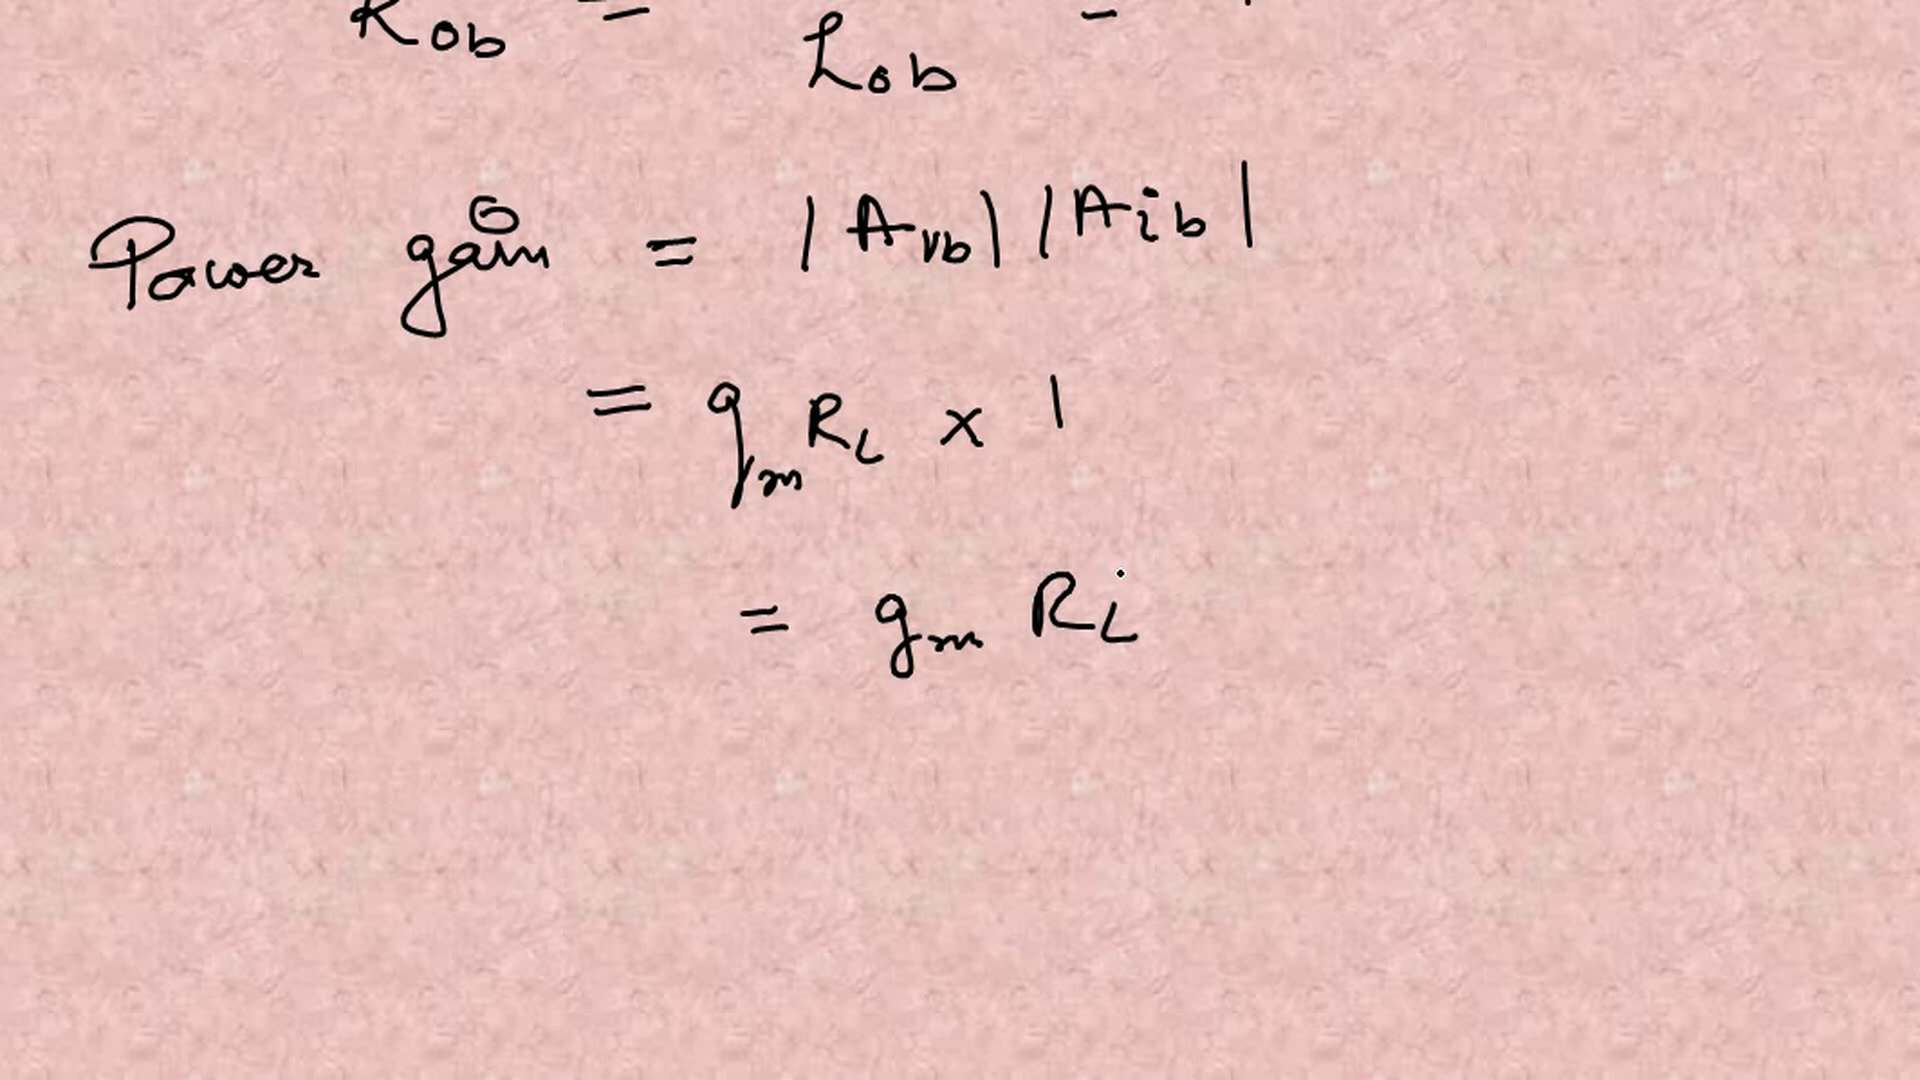 Rob = Lob =
Power gain = |Avb| |Aib|
= gm RL x 1
= gm RL